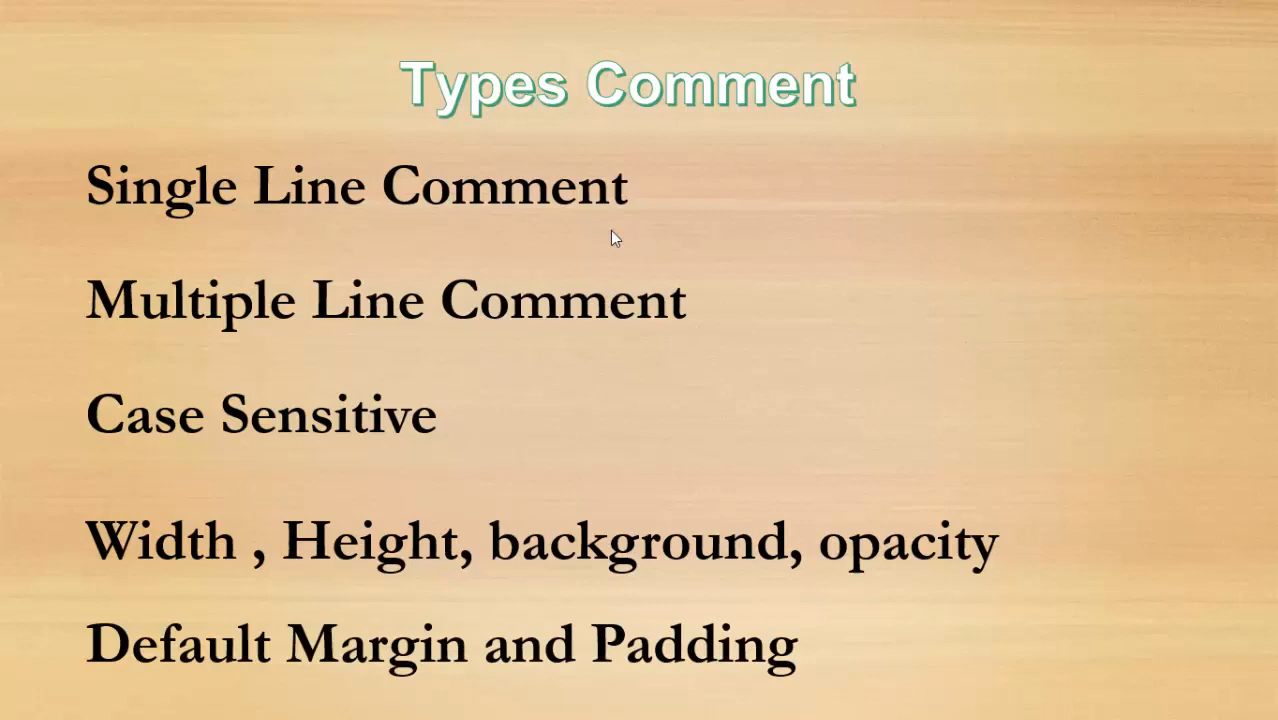 Types Comment
Single Line Comment
Multiple Line Comment
Case Sensitive
Width , Height, background, opacity
Default Margin and Padding